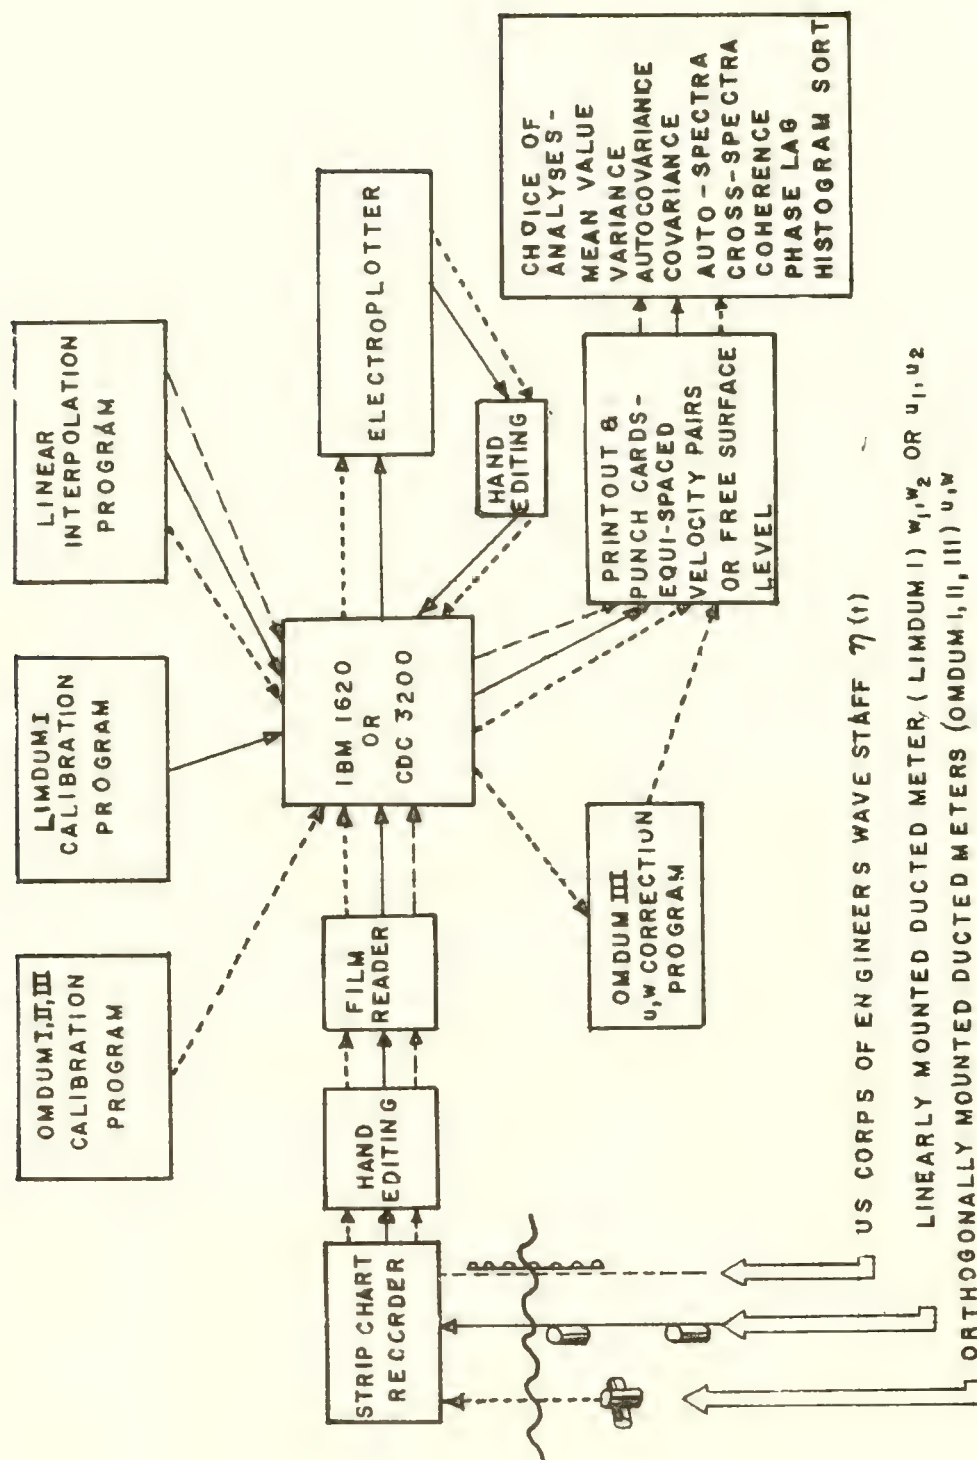 OMDUM I,II,III
CALIBRATION
PROGRAM
LIMDUM I
CALIBRATION
PROGRAM
LINEAR
INTERPOLATION
PROGRAM
STRIP CHART
RECCRDER
HAND
EDITING
FILM
READER
IBM 1620
OR
CDC 3200
ELECTROPLOTTER
HAND
EDITING
OMDUM III
u,w CORRECTION
PROGRAM
PRINTOUT &
PUNCH CARDS-
EQUI-SPACED
VELOCITY PAIRS
OR FREE SURFACE
LEVEL
CHOICE OF
ANALYSES-
MEAN VALUE
VARIANCE
AUTOCOVARIANCE
COVARIANCE
AUTO-SPECTRA
CROSS-SPECTRA
COHERENCE
PHASE LAG
HISTOGRAM SORT
US CORPS OF ENGINEERS WAVE STAFF η(t)
LINEARLY MOUNTED DUCTED METER, (LIMDUM I) w₁,w₂ OR u₁,u₂
ORTHOGONALLY MOUNTED DUCTED METERS (OMDUM I, II, III) u,w